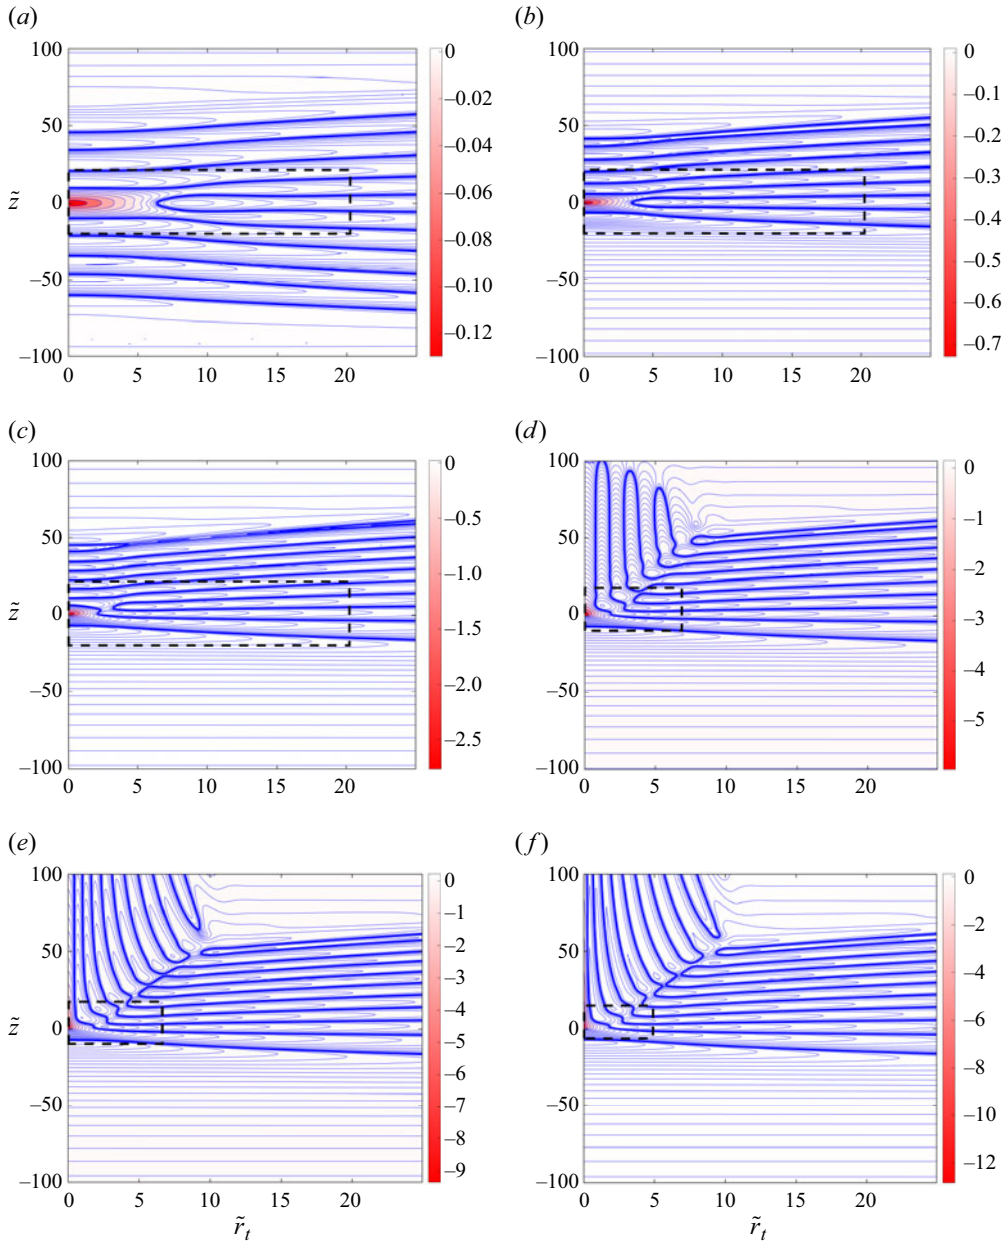 (a) (b)
100 0 100 0
–0.02 –0.1
50 –0.04 50 –0.2
–0.3
z̃ 0 –0.06 0 –0.4
–0.08 –0.5
–50 –0.10 –50 –0.6
–0.12 –0.7
–100 –100
0 5 10 15 20 0 5 10 15 20
(c) (d)
100 0 100 0
50 –0.5 50 –1
–1.0 –2
z̃ 0 –1.5 0 –3
–50 –2.0 –50 –4
–2.5 –5
–100 –100
0 5 10 15 20 0 5 10 15 20
(e) (f)
100 0 100 0
–1 –2
50 –2 50 –4
–3
z̃ 0 –4 0 –6
–5
–50 –6 –50 –8
–7 –10
–8
–100 –9 –100 –12
0 5 10 15 20 0 5 10 15 20
r̃t r̃t